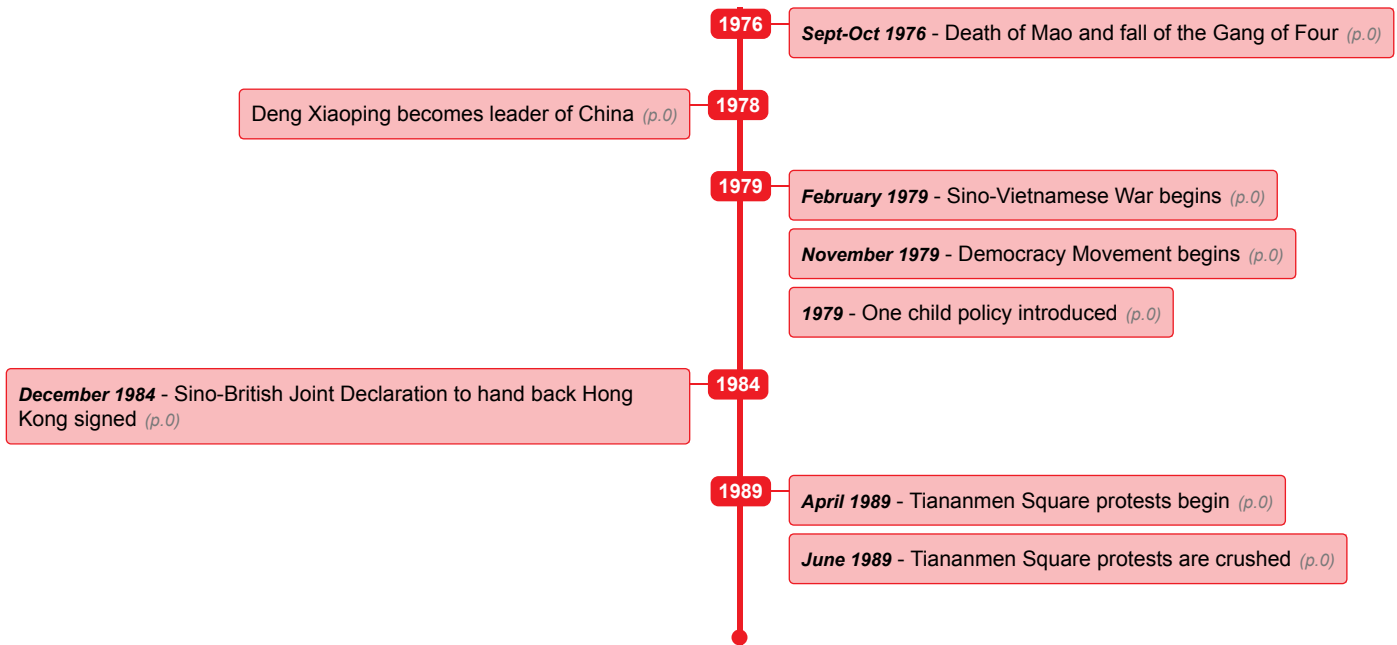 1976
Sept-Oct 1976 - Death of Mao and fall of the Gang of Four (p.0)
Deng Xiaoping becomes leader of China (p.0)
1978
1979
February 1979 - Sino-Vietnamese War begins (p.0)
November 1979 - Democracy Movement begins (p.0)
1979 - One child policy introduced (p.0)
December 1984 - Sino-British Joint Declaration to hand back Hong
Kong signed (p.0)
1984
1989
April 1989 - Tiananmen Square protests begin (p.0)
June 1989 - Tiananmen Square protests are crushed (p.0)